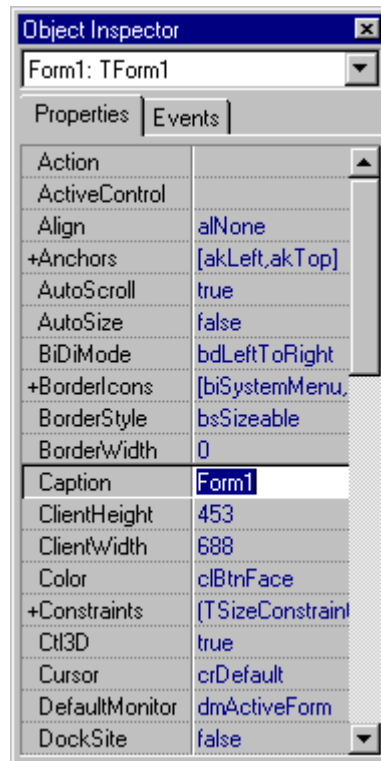 Object Inspector
Form1: TForm1
Properties Events
Action
ActiveControl
Align alNone
+Anchors [akLeft,akTop]
AutoScroll true
AutoSize false
BiDiMode bdLeftToRight
+BorderIcons [biSystemMenu,
BorderStyle bsSizeable
BorderWidth 0
Caption Form1
ClientHeight 453
ClientWidth 688
Color clBtnFace
+Constraints (TSizeConstraint
Ctl3D true
Cursor crDefault
DefaultMonitor dmActiveForm
DockSite false